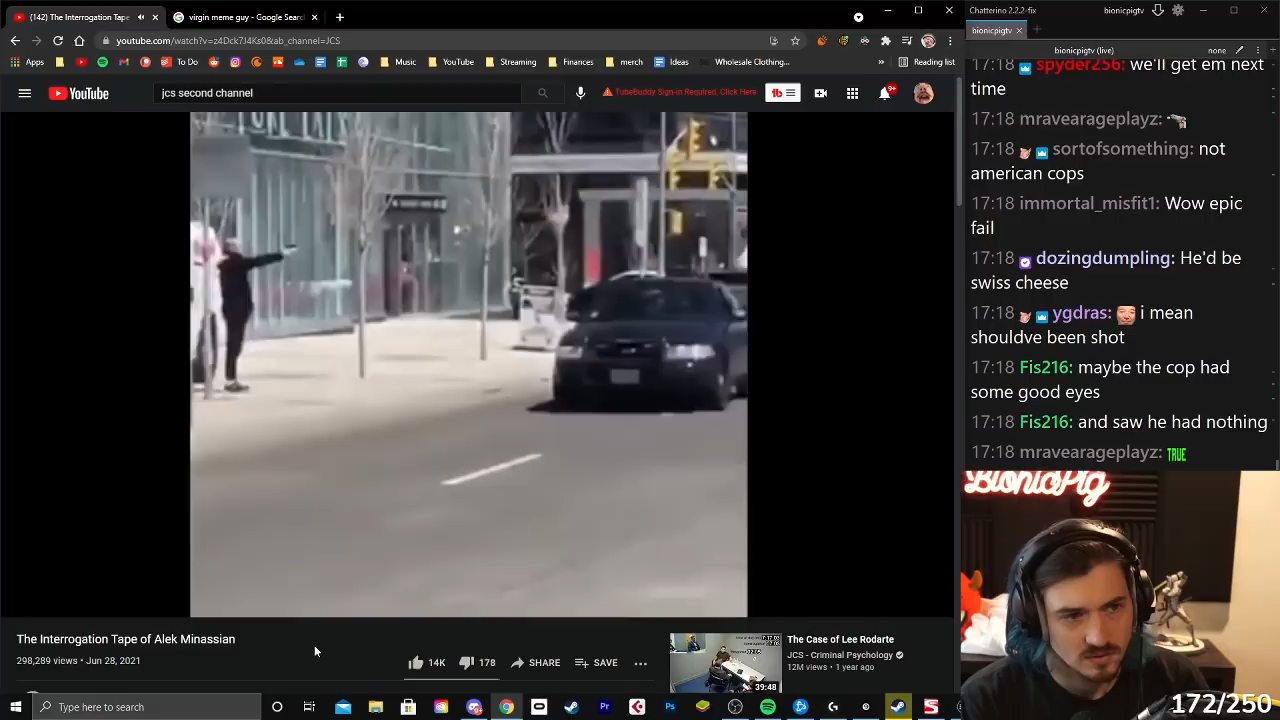 (142) The Interrogation Tape
virgin meme guy - Google Searc
youtube.com/watch?v=z4Dck7J4Ks0&ab_channel=JCS
Apps
To Do
Music
YouTube
Streaming
Finances
merch
Ideas
Wholesale Clothing...
Reading list
YouTube
jcs second channel
TubeBuddy Sign-in Required, Click Here
9+
The Interrogation Tape of Alek Minassian
298,269 views • Jun 28, 2021
14K
178
SHARE
SAVE
39:48
The Case of Lee Rodarte
JCS - Criminal Psychology
12M views • 1 year ago
Type here to search
Chatterino 2.2.2-fix
bionicpigtv
bionicpigtv
bionicpigtv (live)
none
17:18 spyder256: we'll get em next
time
17:18 mravearageplayz:
17:18 sortofsomething: not
american cops
17:18 immortal_misfit1: Wow epic
fail
17:18 dozingdumpling: He'd be
swiss cheese
17:18 ygdras: i mean
shouldve been shot
17:18 Fis216: maybe the cop had
some good eyes
17:18 Fis216: and saw he had nothing
17:18 mravearageplayz: TRUE
BionicPig
172/250